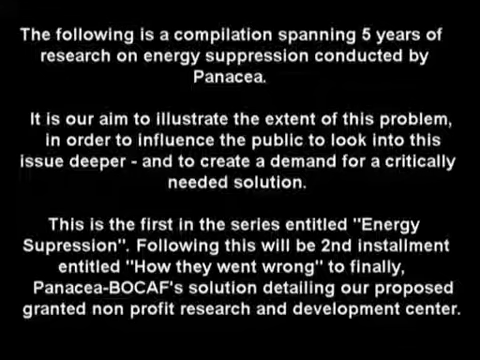 The following is a compilation spanning 5 years of
research on energy suppression conducted by
Panacea.
It is our aim to illustrate the extent of this problem,
in order to influence the public to look into this
issue deeper - and to create a demand for a critically
needed solution.
This is the first in the series entitled "Energy
Supression". Following this will be 2nd installment
entitled "How they went wrong" to finally,
Panacea-BOCAF's solution detailing our proposed
granted non profit research and development center.